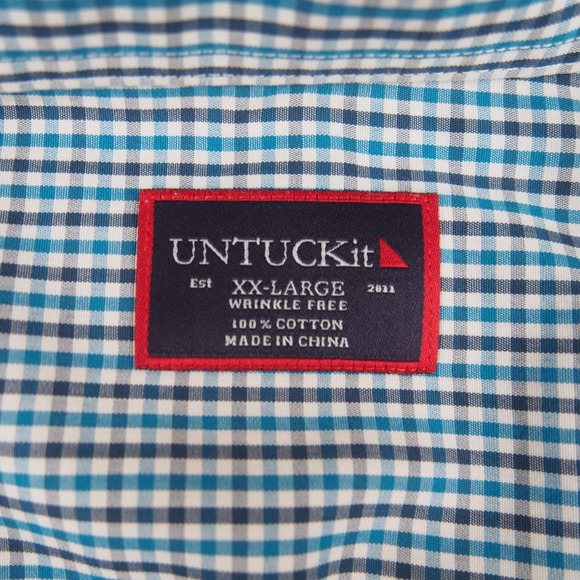 UNTUCKit
Est XX-LARGE 2011
WRINKLE FREE
100% COTTON
MADE IN CHINA